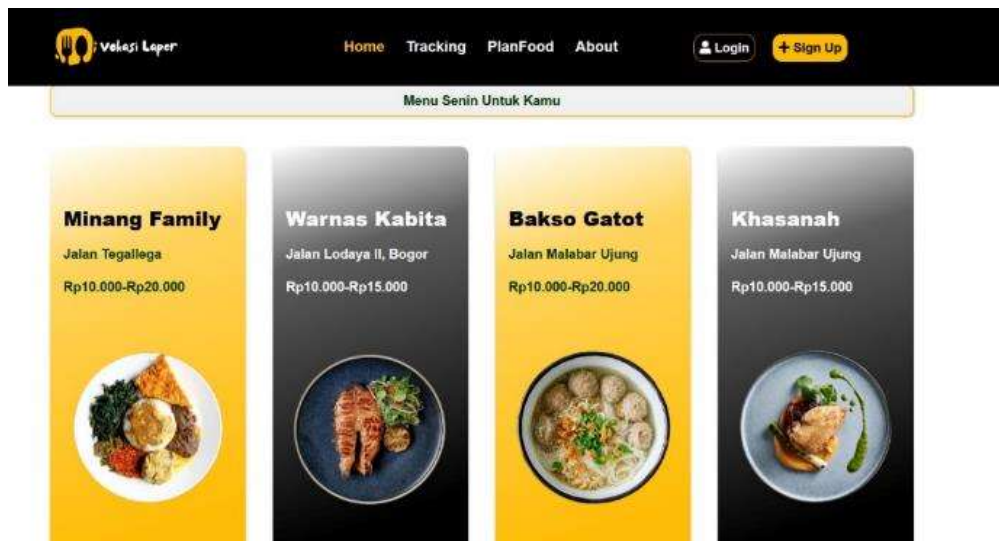 Vokasi Laper
Home Tracking PlanFood About
Login
+ Sign Up
Menu Senin Untuk Kamu
Minang Family
Jalan Tegallega
Rp10.000-Rp20.000
Warnas Kabita
Jalan Lodaya II, Bogor
Rp10.000-Rp15.000
Bakso Gatot
Jalan Malabar Ujung
Rp10.000-Rp20.000
Khasanah
Jalan Malabar Ujung
Rp10.000-Rp15.000